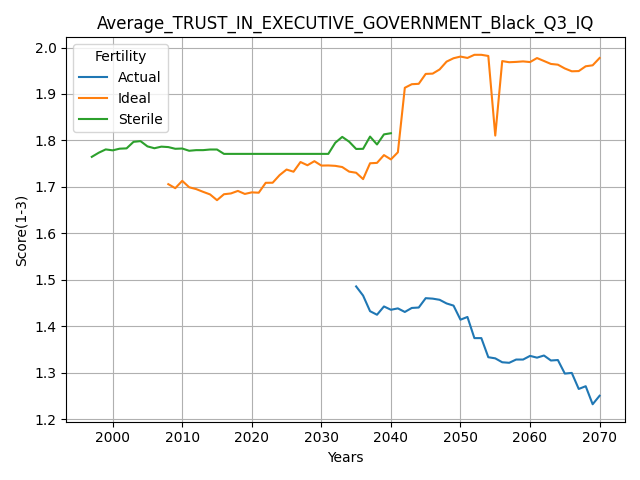 Average_TRUST_IN_EXECUTIVE_GOVERNMENT_Black_Q3_IQ
Fertility
Actual
Ideal
Sterile
Score(1-3)
2.0
1.9
1.8
1.7
1.6
1.5
1.4
1.3
1.2
2000 2010 2020 2030 2040 2050 2060 2070
Years